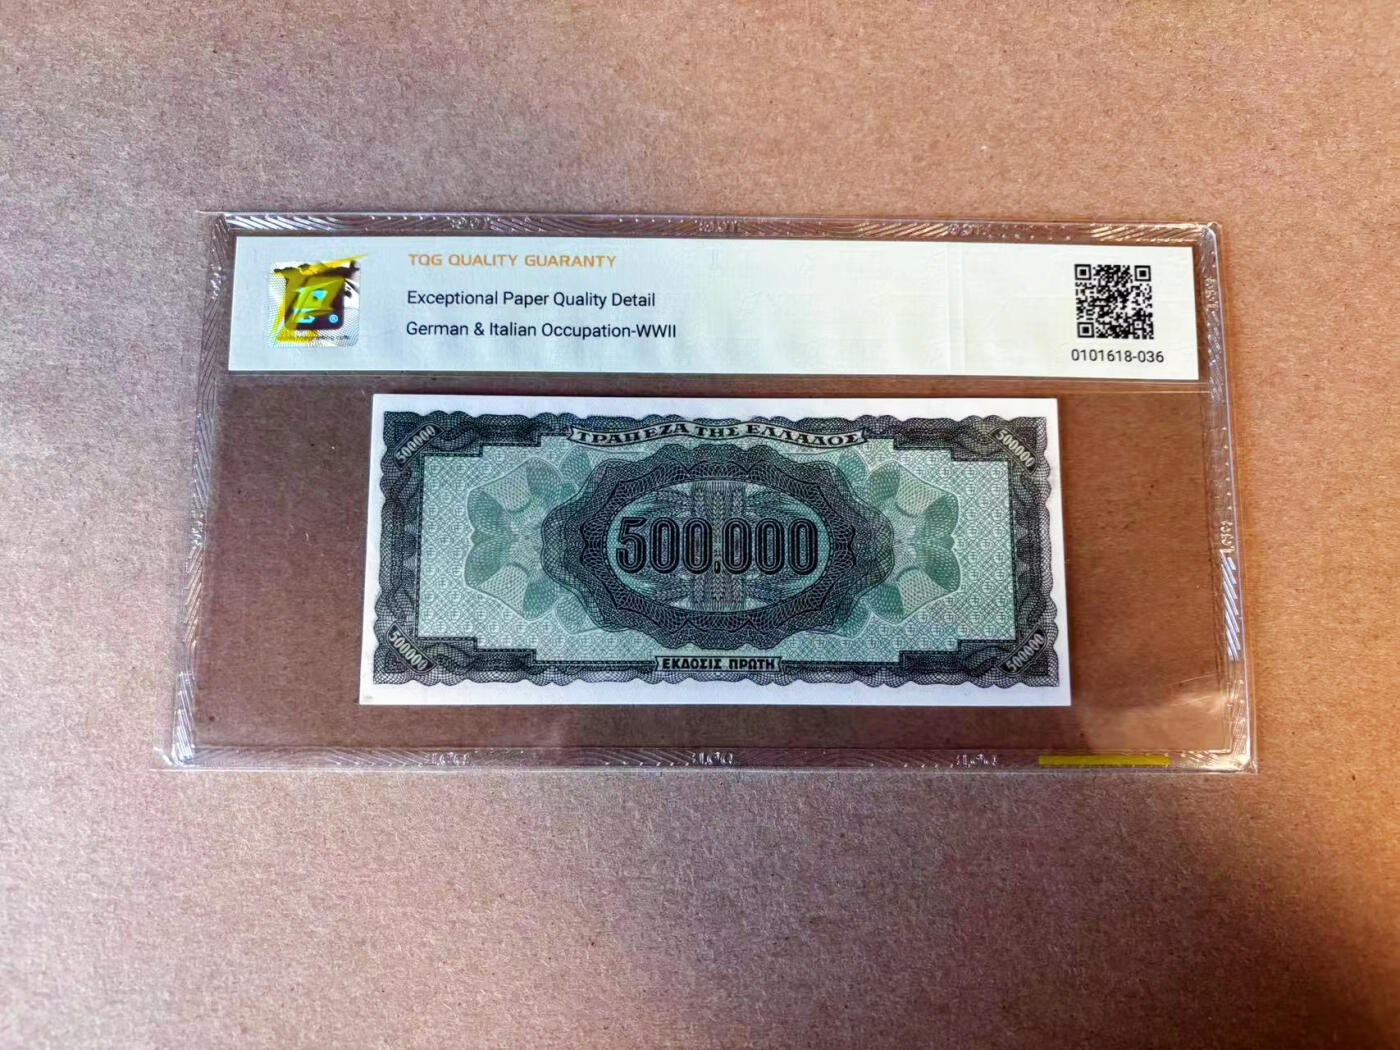 TQG QUALITY GUARANTY
Exceptional Paper Quality Detail
German & Italian Occupation-WWII
0101618-036
ΤΡΑΠΕΖΑ ΤΗΣ ΕΛΛΑΔΟΣ
500000
500000
500,000
500000
500000
ΕΚΔΟΣΙΣ ΠΡΩΤΗ